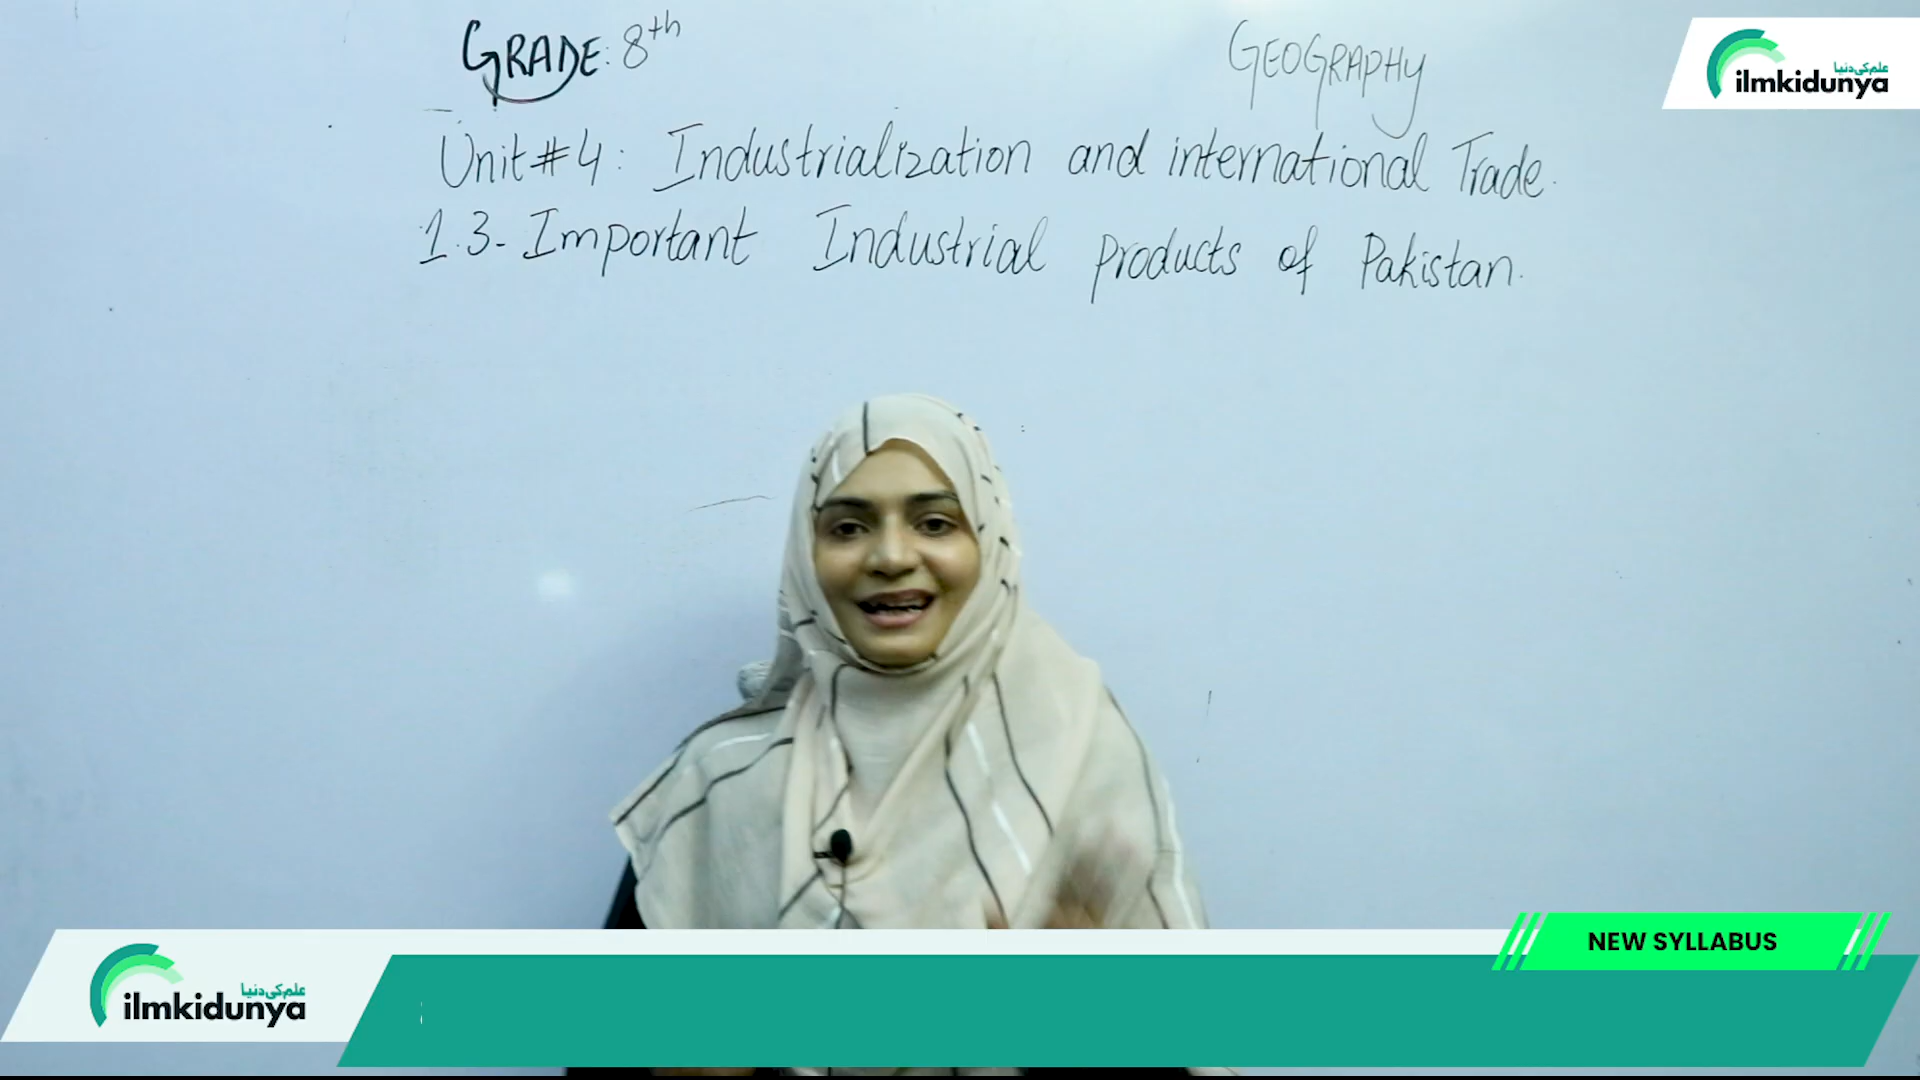 GRADE: 8th
GEOGRAPHY
علم کی دنیا
ilmkidunya
Unit #4: Industrialization and international Trade.
1.3- Important Industrial products of Pakistan.
NEW SYLLABUS
علم کی دنیا
ilmkidunya